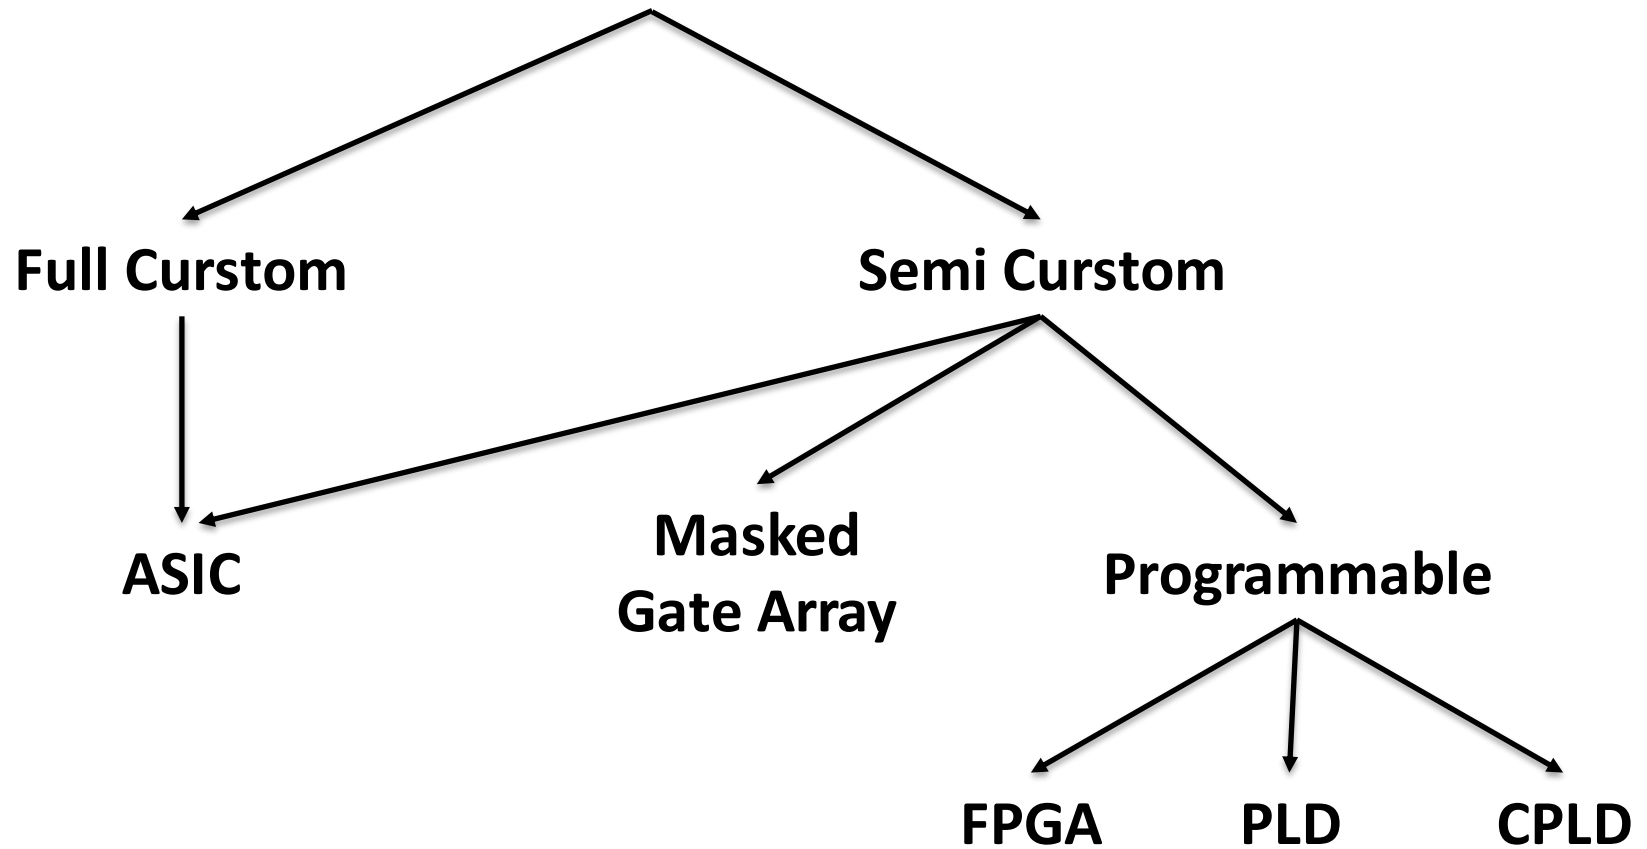 Full Curstom
Semi Curstom
ASIC
Masked
Gate Array
Programmable
FPGA
PLD
CPLD